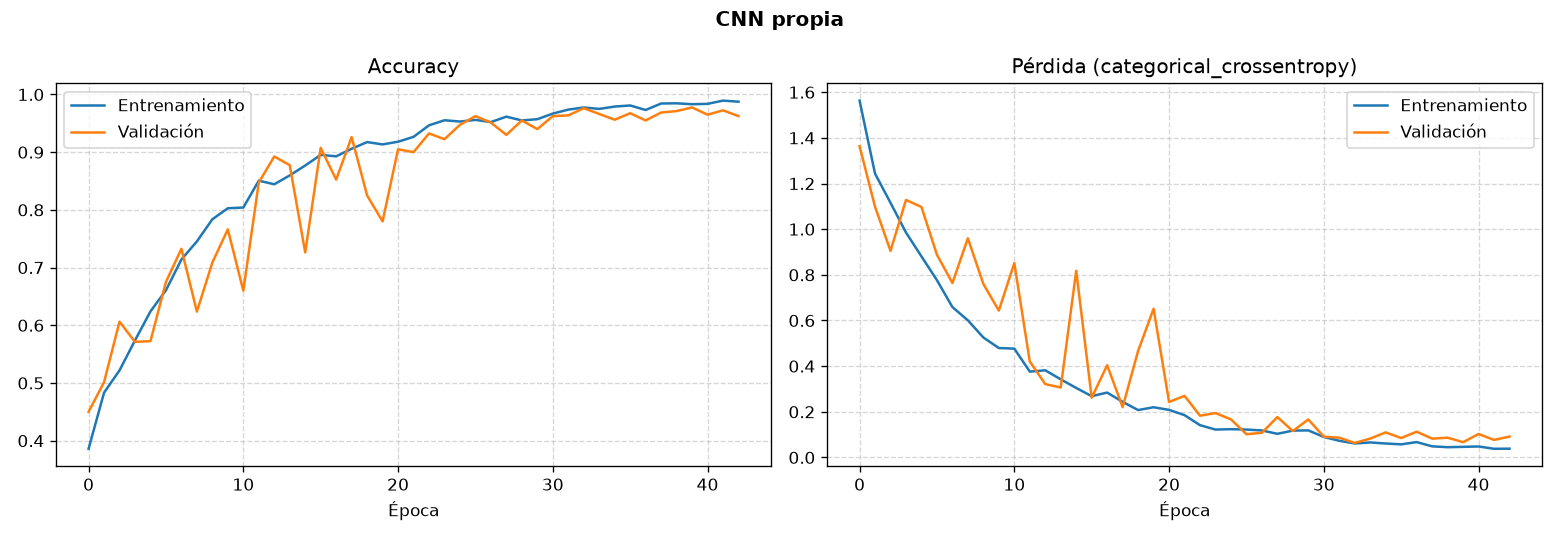 CNN propia
Accuracy
Entrenamiento
Validación
1.0
0.9
0.8
0.7
0.6
0.5
0.4
0
10
20
30
40
Época
Pérdida (categorical_crossentropy)
Entrenamiento
Validación
1.6
1.4
1.2
1.0
0.8
0.6
0.4
0.2
0.0
0
10
20
30
40
Época